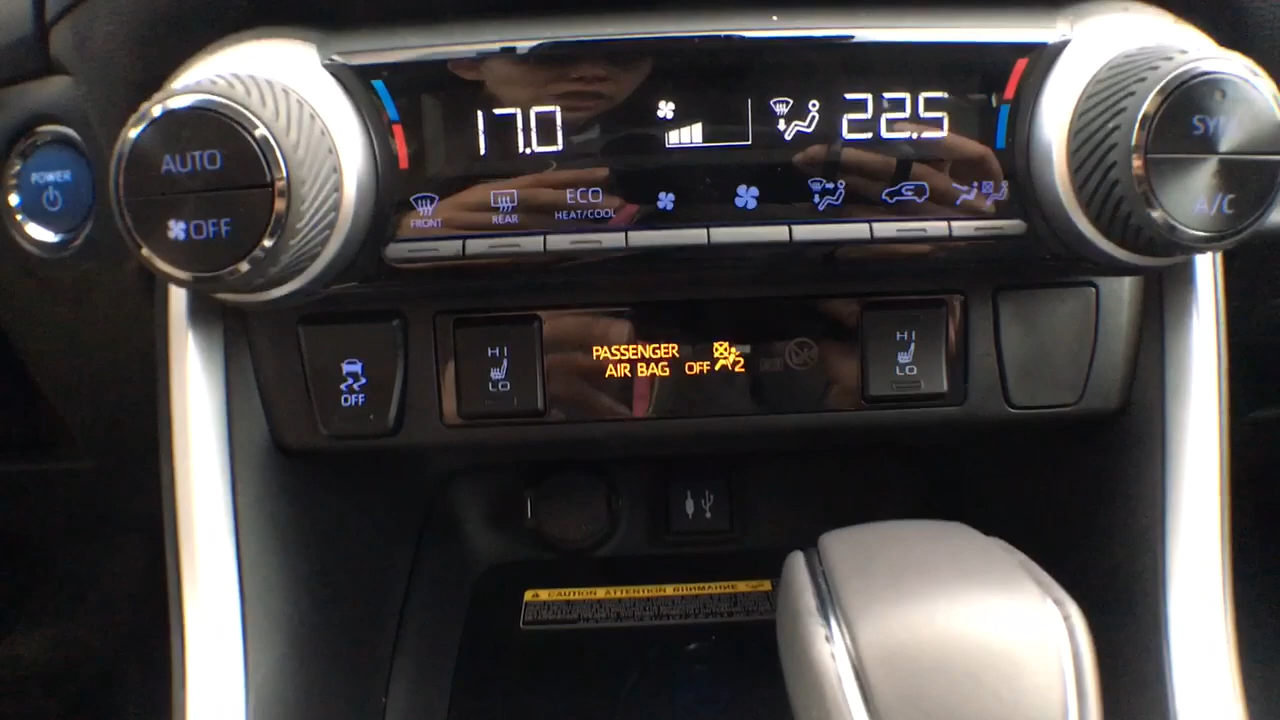 17.0
22.5
POWER
AUTO
OFF
SYN
A/C
FRONT
REAR
ECO
HEAT/COOL
OFF
HI
LO
PASSENGER
AIR BAG OFF 2
HI
LO
CAUTION ATTENTION ВНИМАНИЕ